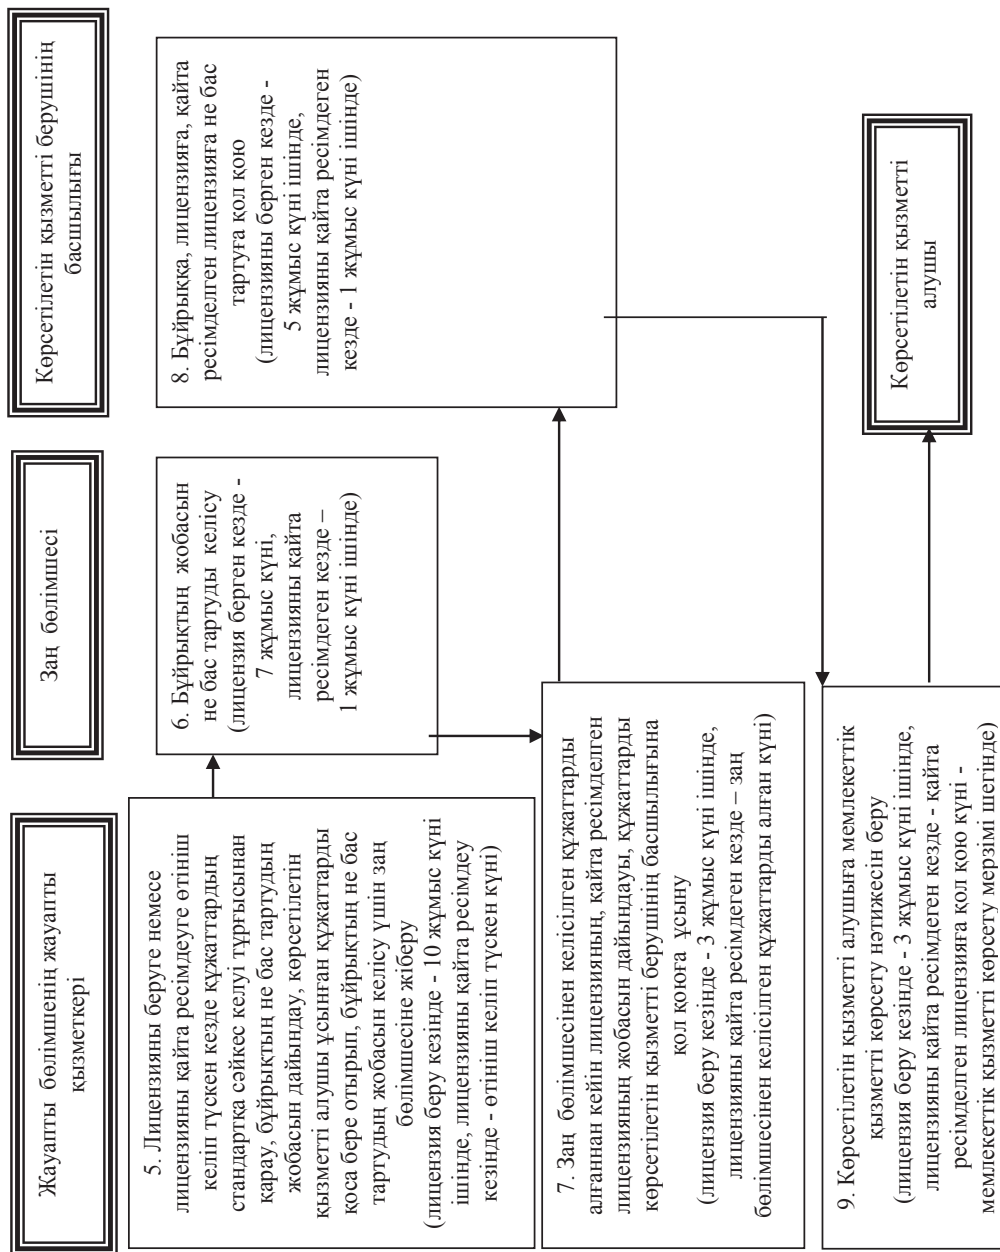 Жауапты бөлімшенің жауапты
қызметкері
Заң бөлімшесі
Көрсетілетін қызметті берушінің
басшылығы
5. Лицензияны беруге немесе
лицензияны қайта ресімдеуге өтініш
келіп түскен кезде құжаттардың
стандартқа сәйкес келуі тұрғысынан
қарау, бұйрықтың не бас тартудың
жобасын дайындау, көрсетілетін
қызметті алушы ұсынған құжаттарды
қоса бере отырып, бұйрықтың не бас
тартудың жобасын келісу үшін заң
бөлімшесіне жіберу
(лицензия беру кезінде - 10 жұмыс күні
ішінде, лицензияны қайта ресімдеу
кезінде - өтініш келіп түскен күні)
6. Бұйрықтың жобасын
не бас тартуды келісу
(лицензия берген кезде -
7 жұмыс күні,
лицензияны қайта
ресімдеген кезде –
1 жұмыс күні ішінде)
8. Бұйрыққа, лицензияға, қайта
ресімделген лицензияға не бас
тартуға қол қою
(лицензияны берген кезде -
5 жұмыс күні ішінде,
лицензияны қайта ресімдеген
кезде - 1 жұмыс күні ішінде)
7. Заң бөлімшесінен келісілген құжаттарды
алғаннан кейін лицензияның, қайта ресімделген
лицензияның жобасын дайындауы, құжаттарды
көрсетілетін қызметті берушінің басшылығына
қол қоюға ұсыну
(лицензия беру кезінде - 3 жұмыс күні ішінде,
лицензияны қайта ресімдеген кезде – заң
бөлімшесінен келісілген құжаттарды алған күні)
9. Көрсетілетін қызметті алушыға мемлекеттік
қызметті көрсету нәтижесін беру
(лицензия беру кезінде - 3 жұмыс күні ішінде,
лицензияны қайта ресімдеген кезде - қайта
ресімделген лицензияға қол қою күні -
мемлекеттік қызметті көрсету мерзімі шегінде)
Көрсетілетін қызметті
алушы